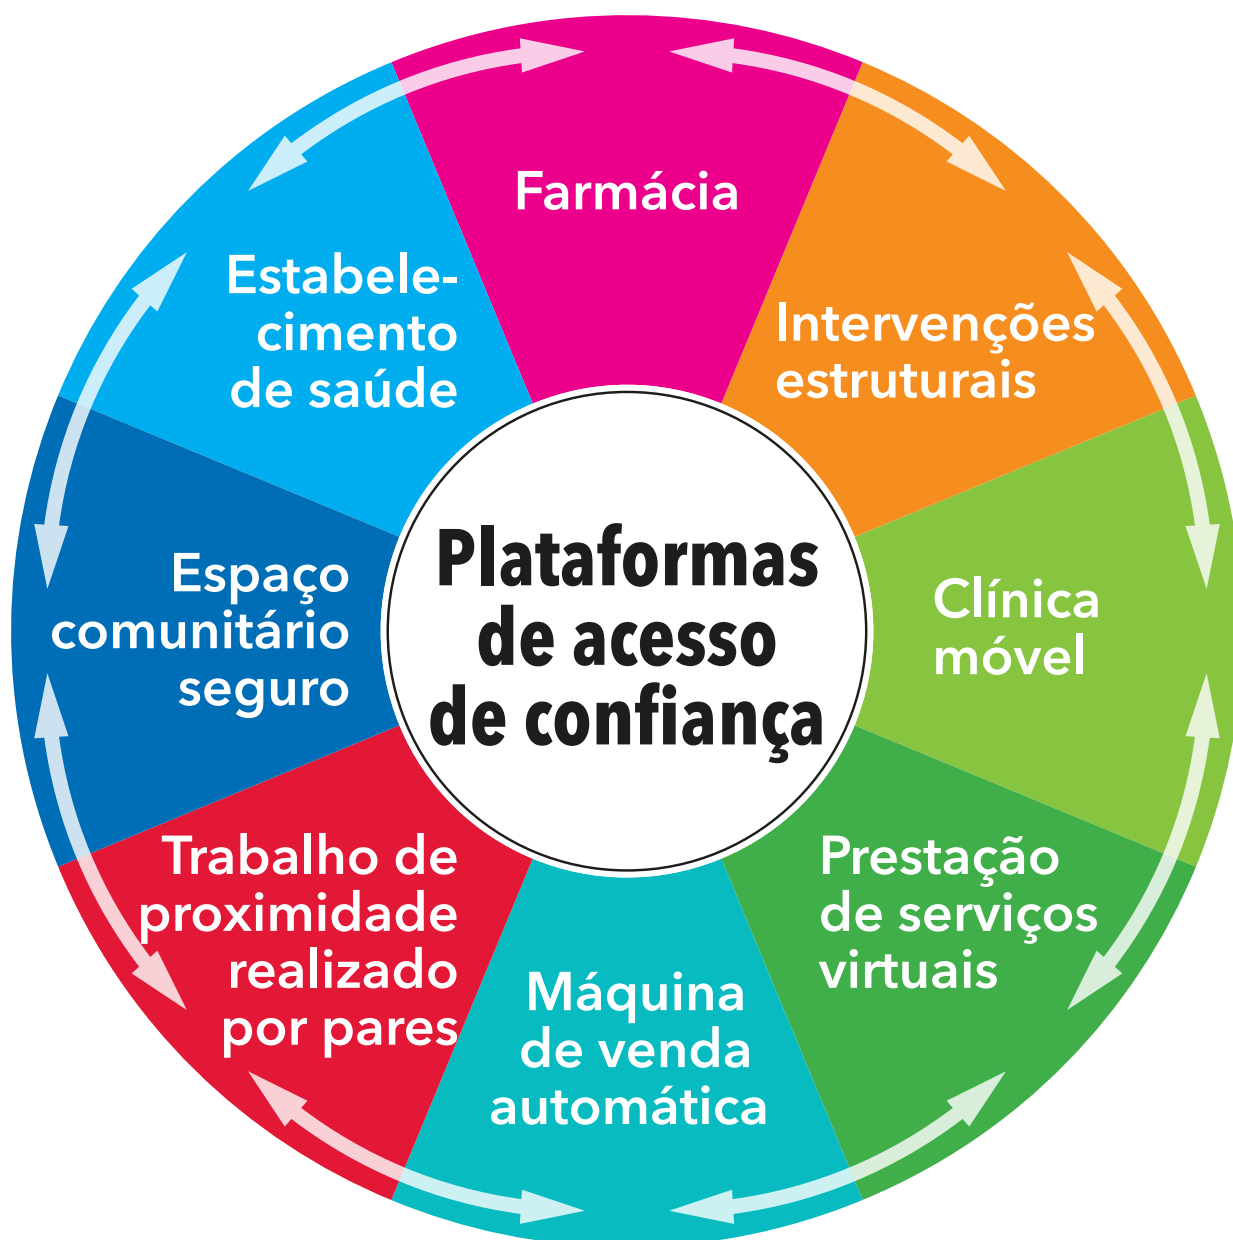 Farmácia
Intervenções
estruturais
Clínica
móvel
Prestação
de serviços
virtuais
Máquina
de venda
automática
Trabalho de
proximidade
realizado
por pares
Espaço
comunitário
seguro
Estabele-
cimento
de saúde
Plataformas
de acesso
de confiança